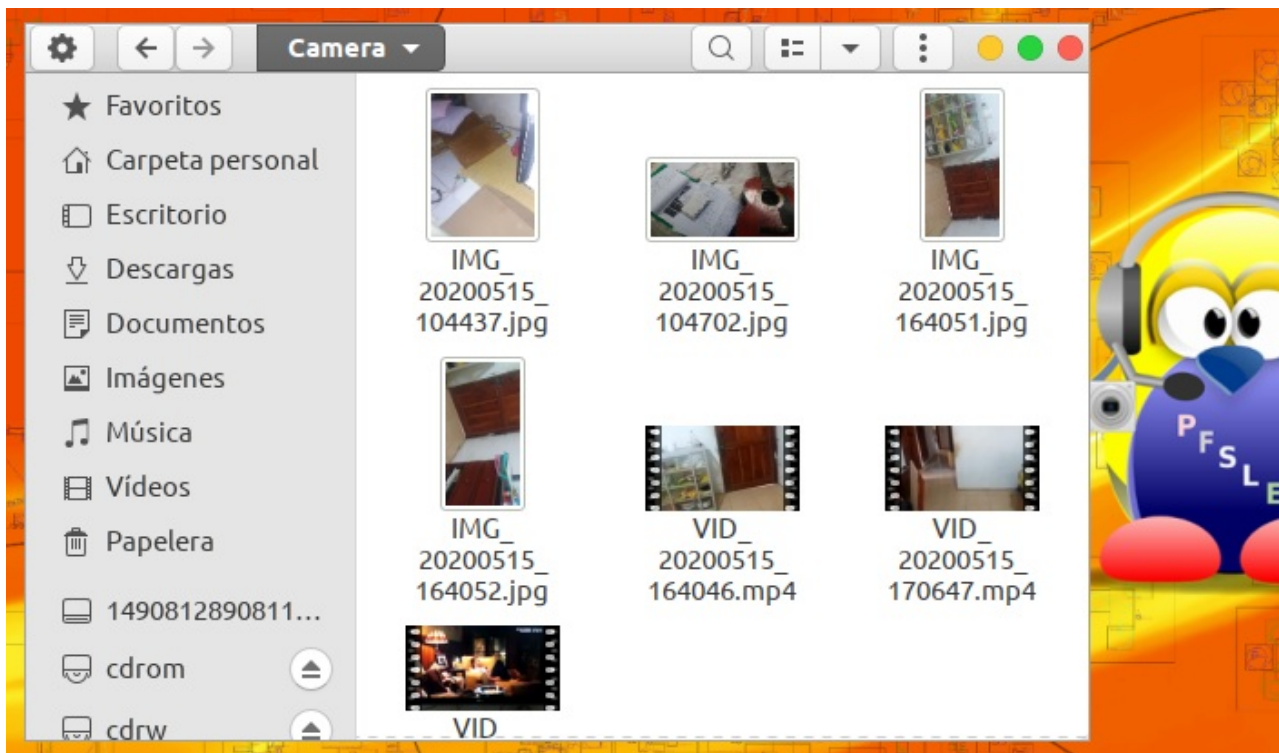 Camera
Favoritos
Carpeta personal
Escritorio
Descargas
Documentos
Imágenes
Música
Vídeos
Papelera
1490812890811...
cdrom
cdrw
IMG_
20200515_
104437.jpg
IMG_
20200515_
104702.jpg
IMG_
20200515_
164051.jpg
IMG_
20200515_
164052.jpg
VID_
20200515_
164046.mp4
VID_
20200515_
170647.mp4
VID
P
F
S
L
E